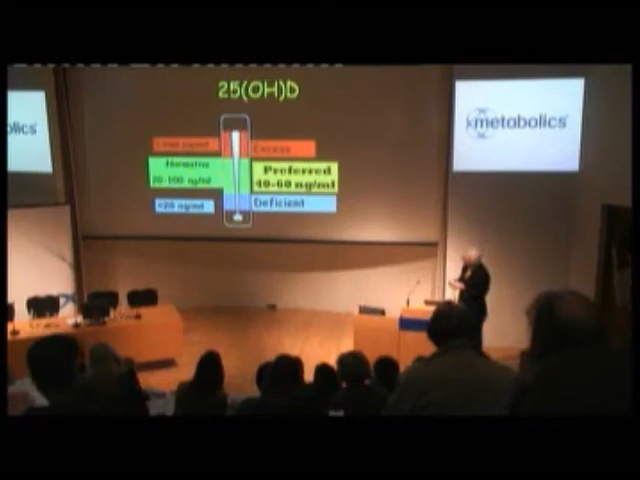 25(OH)D
Excess
Normative
Preferred
20-100 ng/ml
40-60 ng/ml
<20 ng/ml
Deficient
metabolics